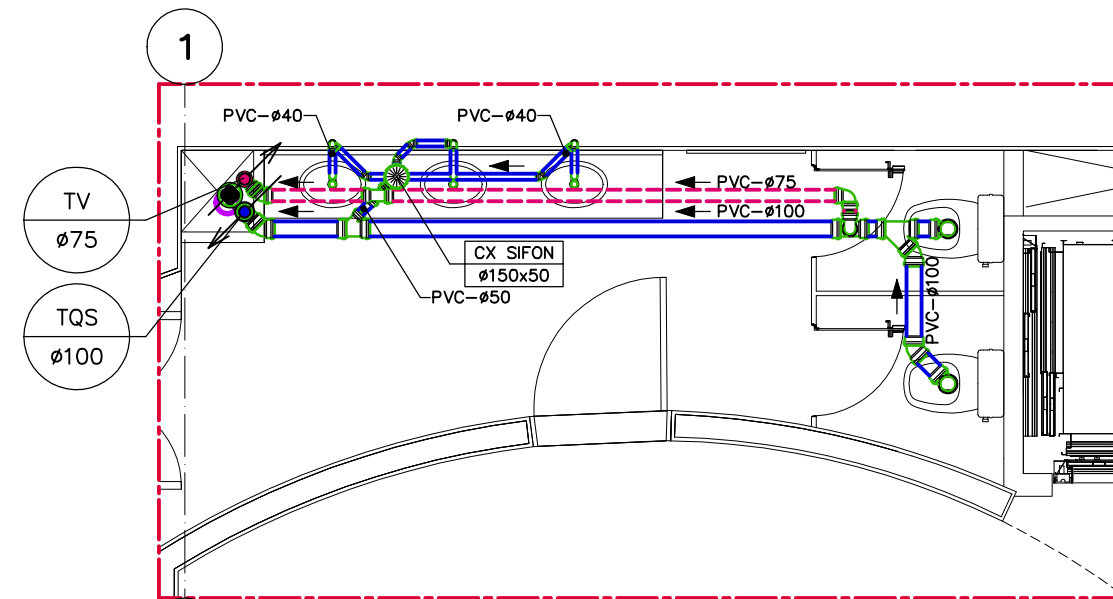 1
PVC-ø40
PVC-ø40
TV
ø75
PVC-ø75
PVC-ø100
CX SIFON
ø150x50
PVC-ø50
PVC-ø100
TQS
ø100